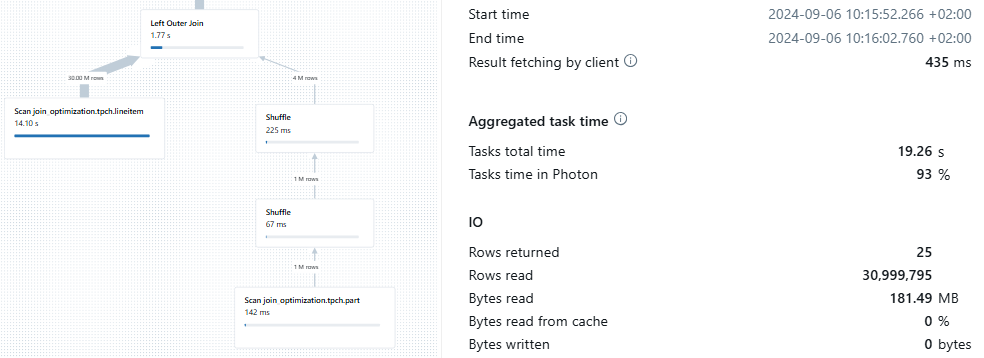 Left Outer Join
1.77 s
30.00 M rows
4 M rows
Scan join_optimization.tpch.lineitem
14.10 s
Shuffle
225 ms
1 M rows
Shuffle
67 ms
1 M rows
Scan join_optimization.tpch.part
142 ms
Start time 2024-09-06 10:15:52.266 +02:00
End time 2024-09-06 10:16:02.760 +02:00
Result fetching by client 435 ms
Aggregated task time
Tasks total time 19.26 s
Tasks time in Photon 93 %
IO
Rows returned 25
Rows read 30,999,795
Bytes read 181.49 MB
Bytes read from cache 0 %
Bytes written 0 bytes